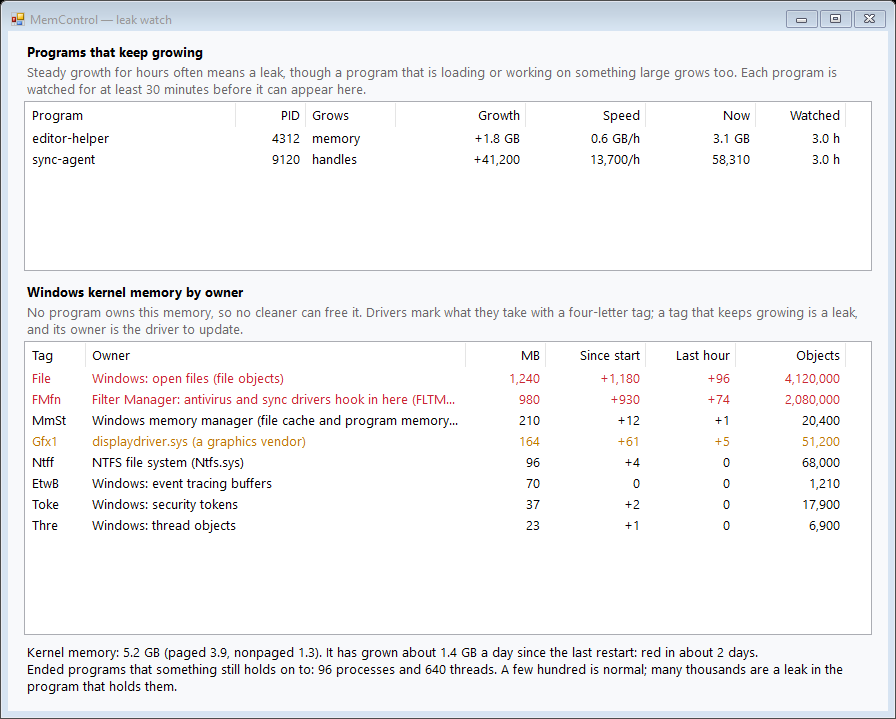 MemControl — leak watch
Programs that keep growing
Steady growth for hours often means a leak, though a program that is loading or working on something large grows too. Each program is
watched for at least 30 minutes before it can appear here.
Program PID Grows Growth Speed Now Watched
editor-helper 4312 memory +1.8 GB 0.6 GB/h 3.1 GB 3.0 h
sync-agent 9120 handles +41,200 13,700/h 58,310 3.0 h
Windows kernel memory by owner
No program owns this memory, so no cleaner can free it. Drivers mark what they take with a four-letter tag; a tag that keeps growing is a leak,
and its owner is the driver to update.
Tag Owner MB Since start Last hour Objects
File Windows: open files (file objects) 1,240 +1,180 +96 4,120,000
FMfn Filter Manager: antivirus and sync drivers hook in here (FLTM... 980 +930 +74 2,080,000
MmSt Windows memory manager (file cache and program memory... 210 +12 +1 20,400
Gfx1 displaydriver.sys (a graphics vendor) 164 +61 +5 51,200
Ntff NTFS file system (Ntfs.sys) 96 +4 0 68,000
EtwB Windows: event tracing buffers 70 0 0 1,210
Toke Windows: security tokens 37 +2 0 17,900
Thre Windows: thread objects 23 +1 0 6,900
Kernel memory: 5.2 GB (paged 3.9, nonpaged 1.3). It has grown about 1.4 GB a day since the last restart: red in about 2 days.
Ended programs that something still holds on to: 96 processes and 640 threads. A few hundred is normal; many thousands are a leak in the
program that holds them.